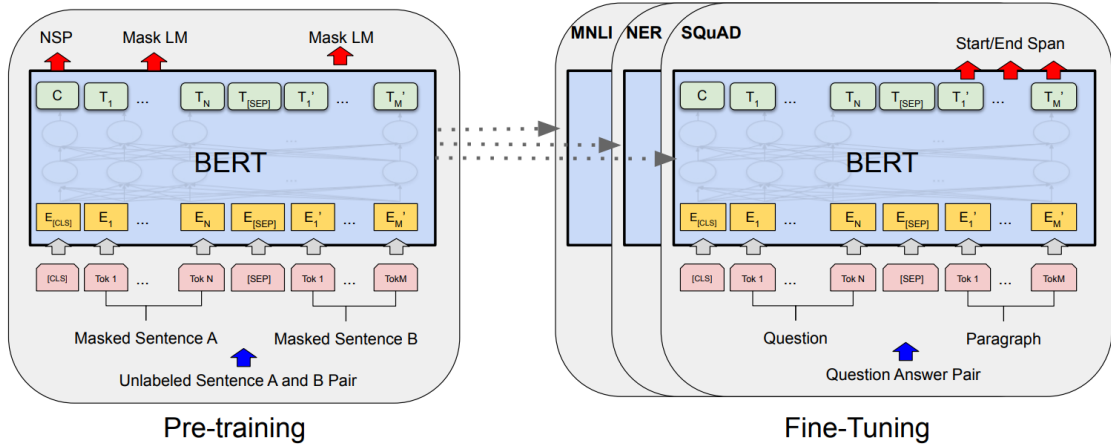 NSP Mask LM Mask LM
C T1 ... TN T[SEP] T1' ... TM'
...
BERT
...
E[CLS] E1 ... EN E[SEP] E1' ... EM'
[CLS] Tok 1 ... Tok N [SEP] Tok 1 ... TokM
Masked Sentence A Masked Sentence B
Unlabeled Sentence A and B Pair
Pre-training
MNLI NER SQuAD
Start/End Span
C T1 ... TN T[SEP] T1' ... TM'
...
BERT
...
E[CLS] E1 ... EN E[SEP] E1' ... EM'
[CLS] Tok 1 ... Tok N [SEP] Tok 1 ... TokM
Question Paragraph
Question Answer Pair
Fine-Tuning